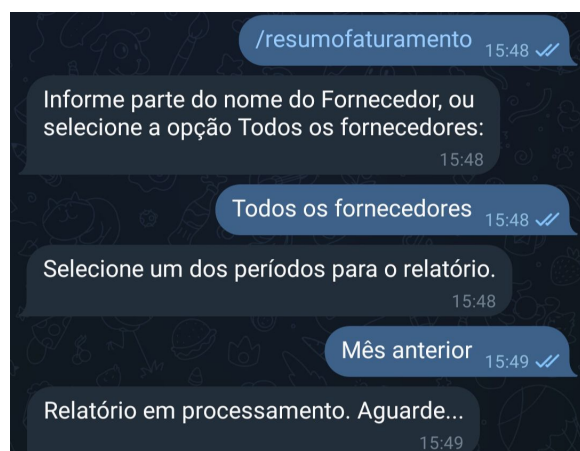 /resumofaturamento 15:48
Informe parte do nome do Fornecedor, ou
selecione a opção Todos os fornecedores:
15:48
Todos os fornecedores 15:48
Selecione um dos períodos para o relatório.
15:48
Mês anterior 15:49
Relatório em processamento. Aguarde...
15:49